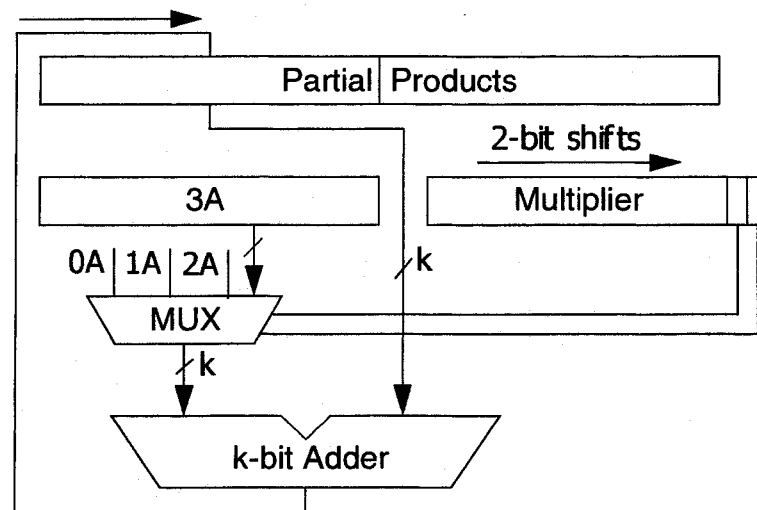 Partial Products
2-bit shifts
3A
Multiplier
0A 1A 2A
k
MUX
k
k-bit Adder